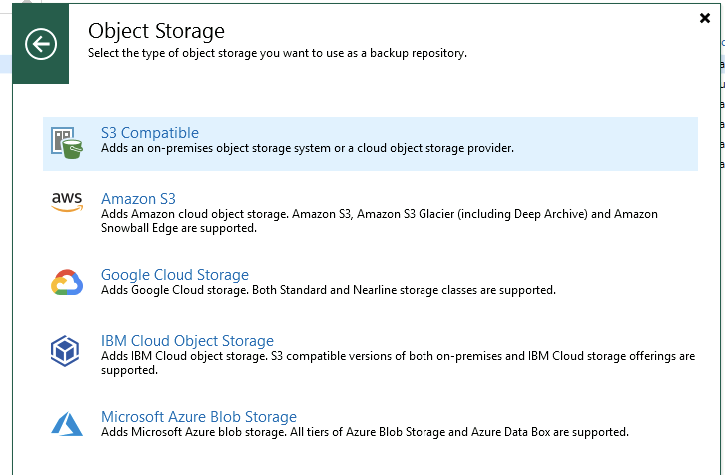 Object Storage
Select the type of object storage you want to use as a backup repository.
S3 Compatible
Adds an on-premises object storage system or a cloud object storage provider.
aws
Amazon S3
Adds Amazon cloud object storage. Amazon S3, Amazon S3 Glacier (including Deep Archive) and Amazon
Snowball Edge are supported.
Google Cloud Storage
Adds Google Cloud storage. Both Standard and Nearline storage classes are supported.
IBM Cloud Object Storage
Adds IBM Cloud object storage. S3 compatible versions of both on-premises and IBM Cloud storage offerings are
supported.
Microsoft Azure Blob Storage
Adds Microsoft Azure blob storage. All tiers of Azure Blob Storage and Azure Data Box are supported.